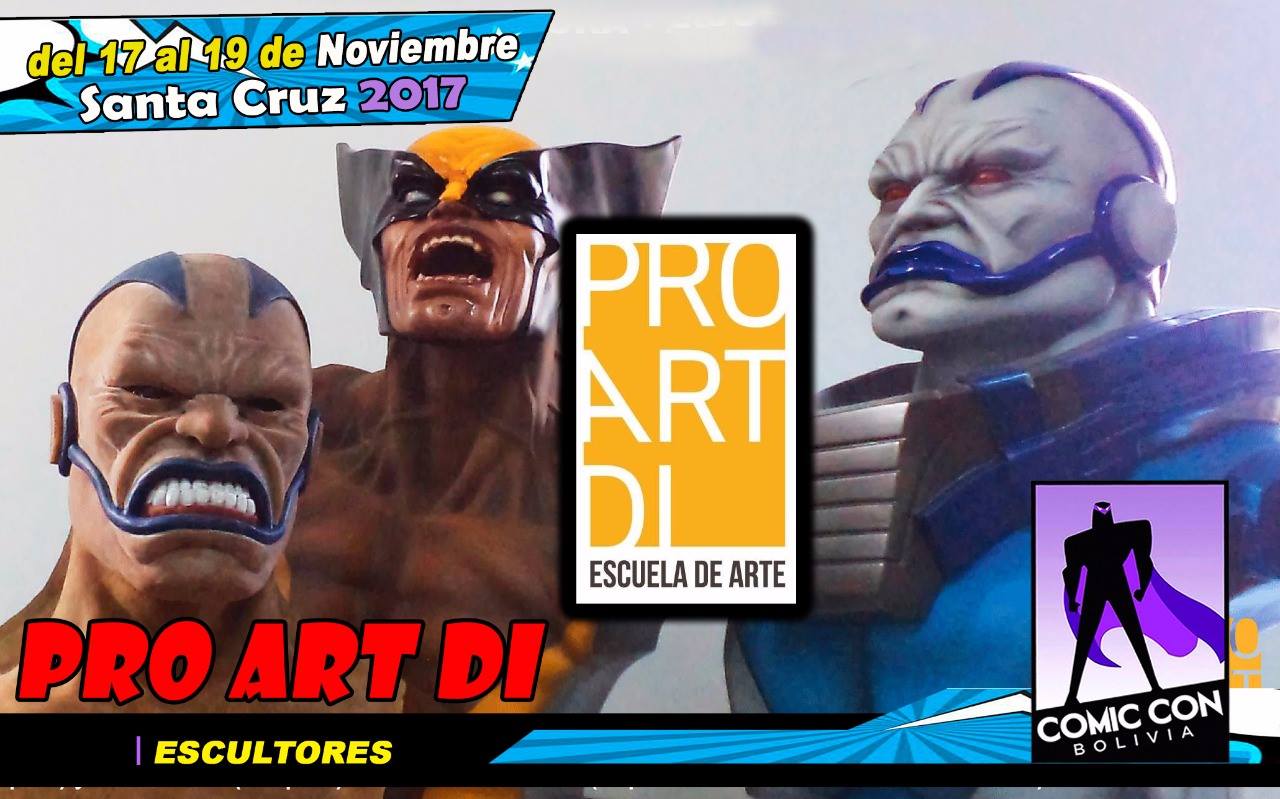 del 17 al 19 de Noviembre
Santa Cruz 2017
PRO
ART
DI
ESCUELA DE ARTE
PRO ART DI
ESCULTORES
COMIC CON
BOLIVIA